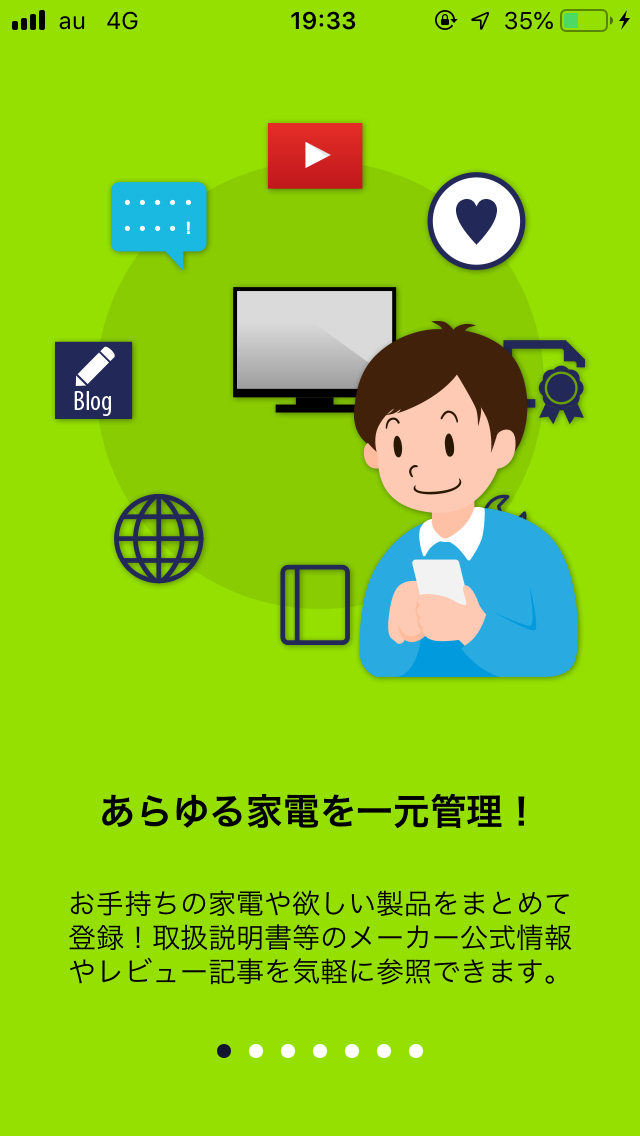 au 4G 19:33 35%
Blog
あらゆる家電を一元管理！
お手持ちの家電や欲しい製品をまとめて
登録！取扱説明書等のメーカー公式情報
やレビュー記事を気軽に参照できます。